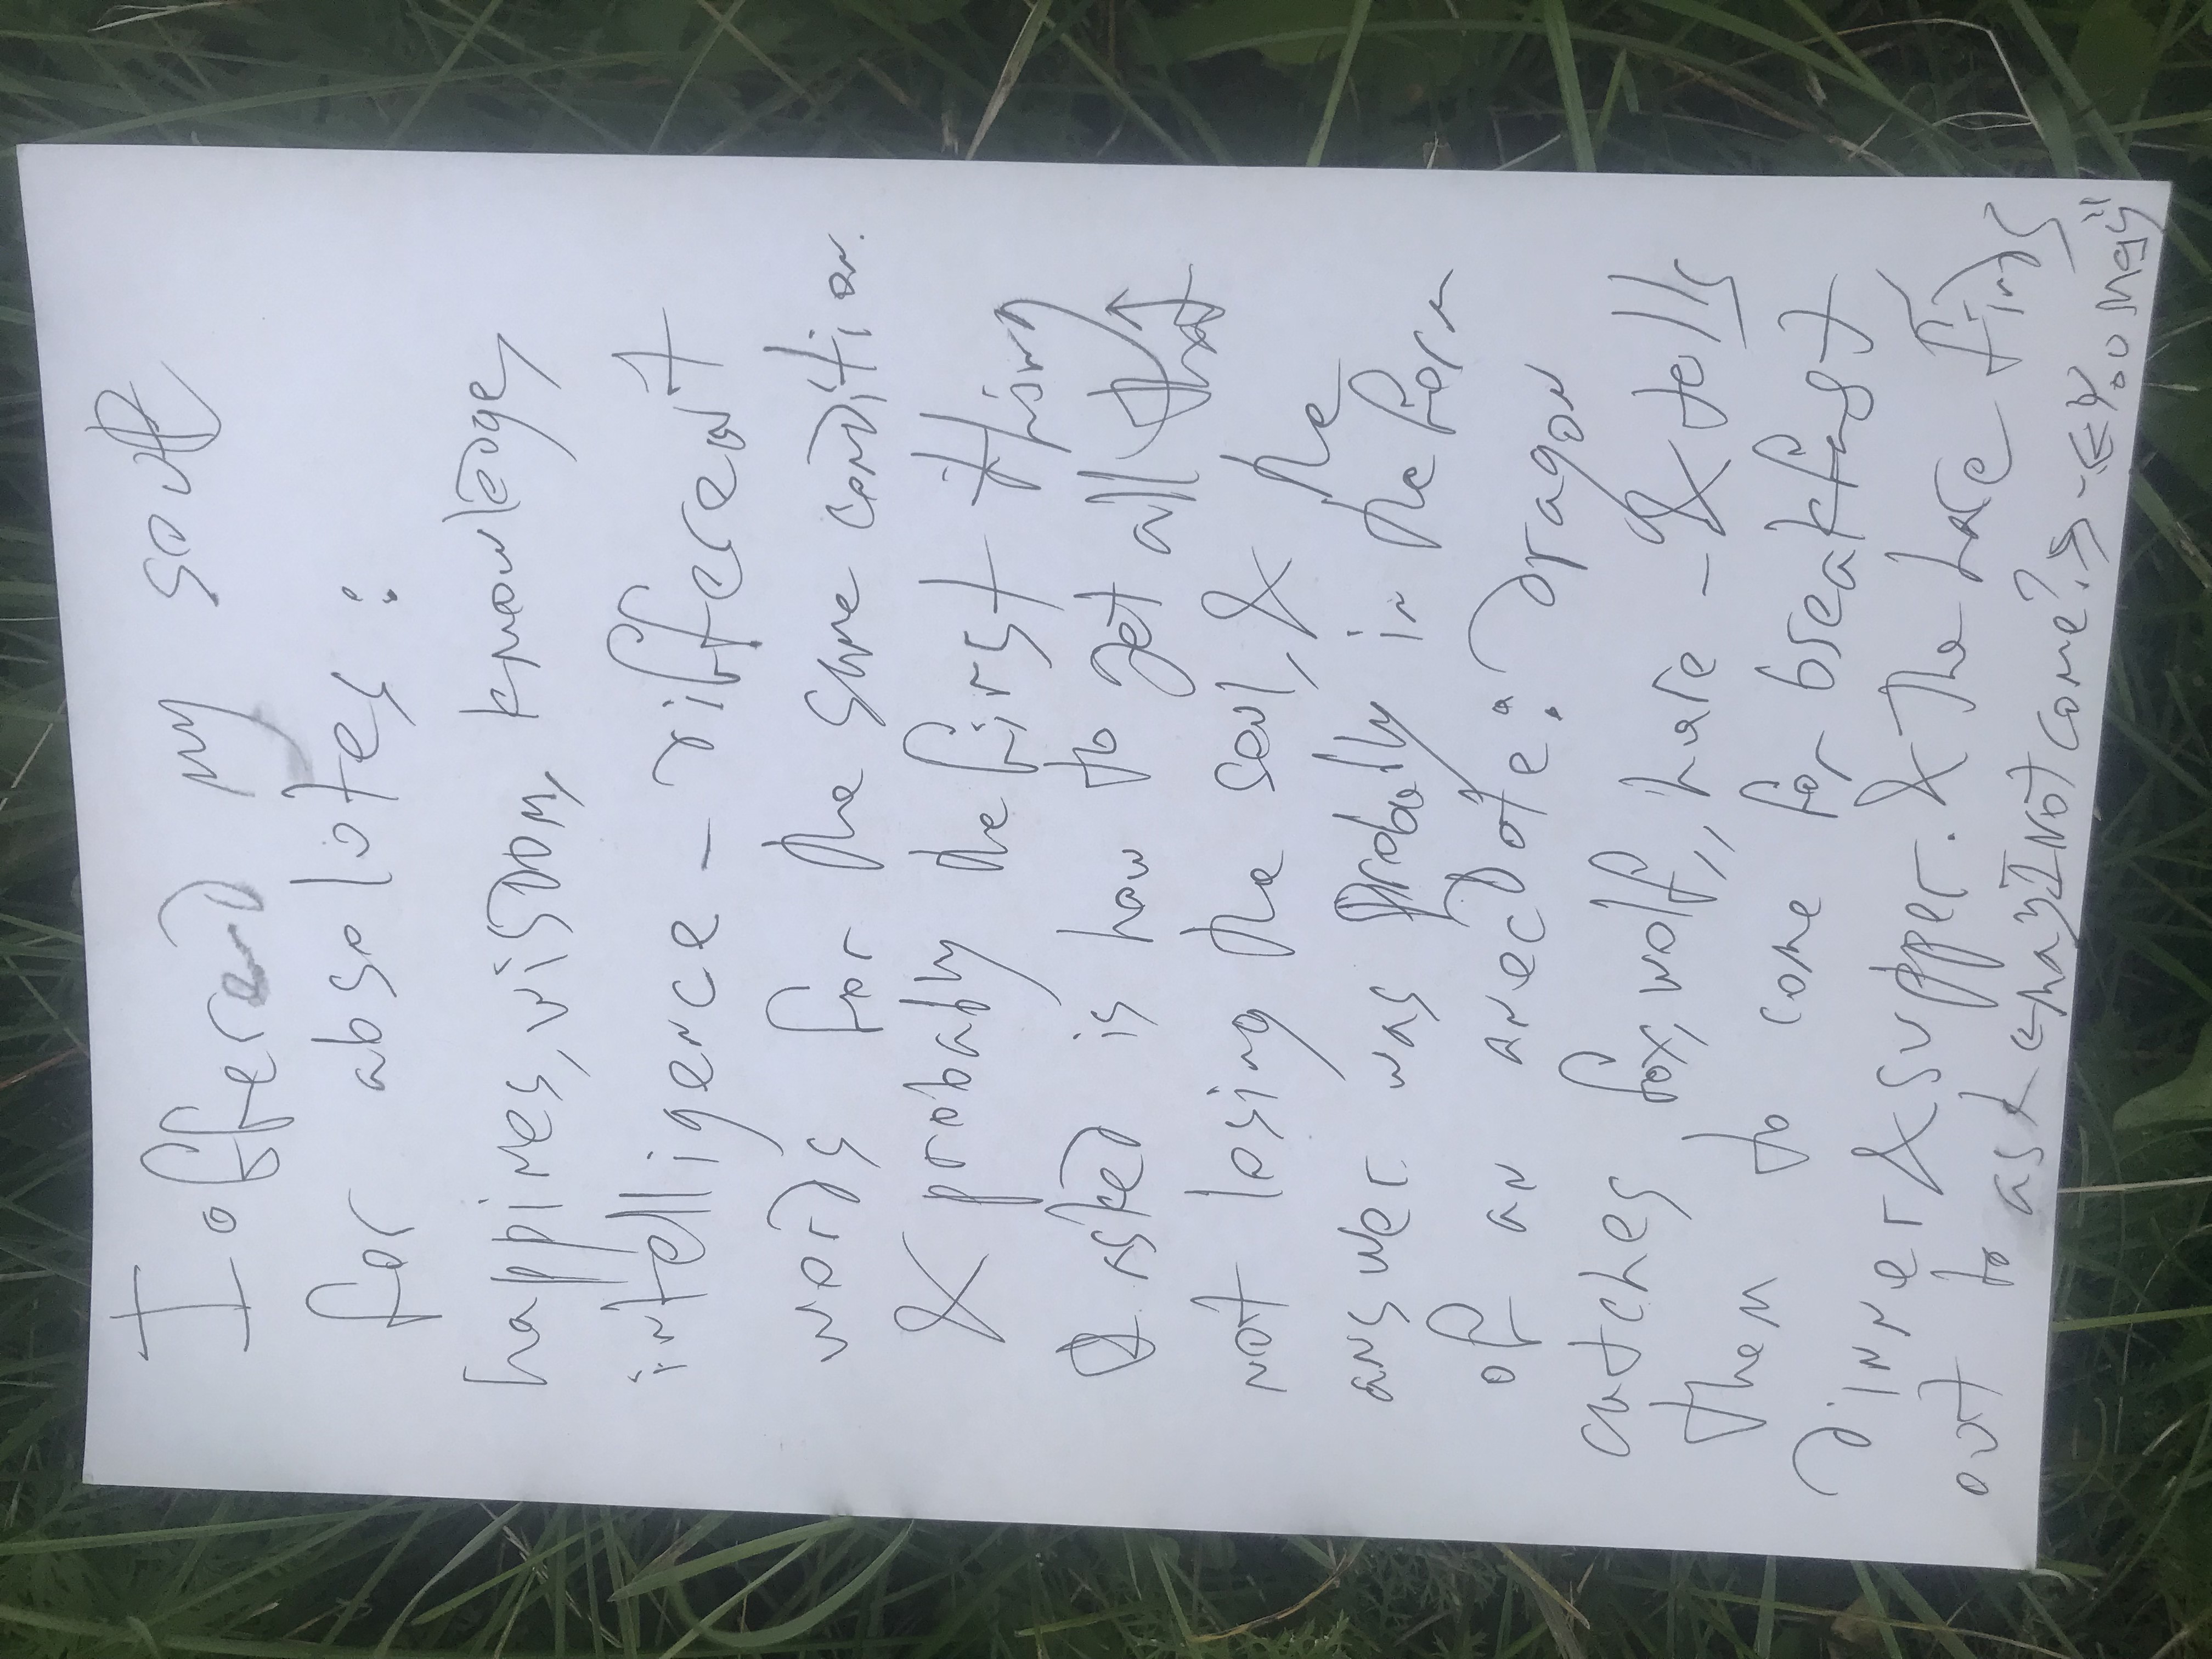 I offered my soul
for absolutes:
happines, wisdom, knowledge,
intelligence – different
words for the same condition.
& probably the first thing
I asked is how to get all that
not losing the soul, & the
answer was probally in the form
of an anecdote: dragon
catches fox, wolf,, hare – & tells
them to come for breakfast,
dinner & supper. & the hare finds
out to ask «may I not come?» – «You may"